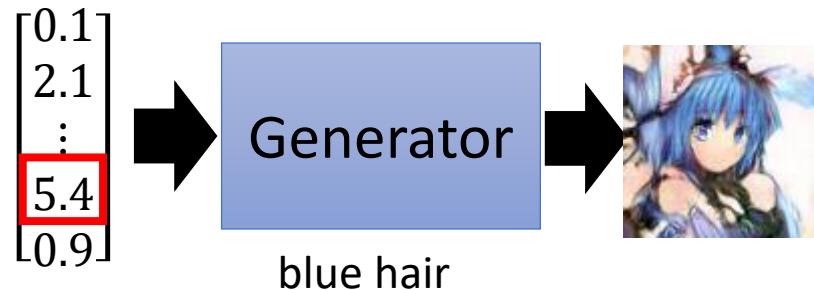 0.1
2.1
⋮
5.4
0.9
Generator
blue hair